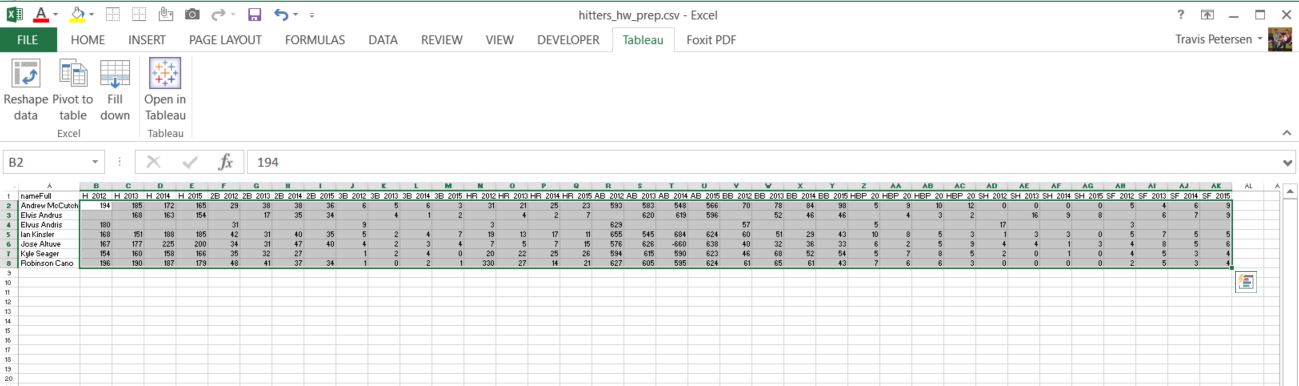 hitters_hw_prep.csv - Excel
FILE HOME INSERT PAGE LAYOUT FORMULAS DATA REVIEW VIEW DEVELOPER Tableau Foxit PDF Travis Petersen
Reshape data Pivot to table Fill down Open in Tableau
Excel Tableau
B2 fx 194
A B C D E F G H I J K L M N O P Q R S T U V W X Y Z AA AB AC AD AE AF AG AH AI AJ AK AL A
1 nameFull H_2012 H_2013 H_2014 H_2015 2B_2012 2B_2013 2B_2014 2B_2015 3B_2012 3B_2013 3B_2014 3B_2015 HR_2012 HR_2013 HR_2014 HR_2015 AB_2012 AB_2013 AB_2014 AB_2015 BB_2012 BB_2013 BB_2014 BB_2015 HBP_20 HBP_20 HBP_20 HBP_20 SH_2012 SH_2013 SH_2014 SH_2015 SF_2012 SF_2013 SF_2014 SF_2015
2 Andrew McCutch 194 185 172 165 29 38 38 36 6 5 6 3 31 21 25 23 593 583 548 566 70 78 84 98 5 9 10 12 0 0 0 0 5 4 6 9
3 Elvis Andrus 168 163 154 17 35 34 4 1 2 4 2 7 620 619 596 52 46 46 4 3 2 16 9 8 6 7 9
4 Elvus Andris 180 31 9 3 629 57 5 17 3
5 Ian Kinsler 168 151 188 185 42 31 40 35 5 2 4 7 19 13 17 11 655 545 684 624 60 51 29 43 10 8 5 3 1 3 3 0 5 7 5 5
6 Jose Altuve 167 177 225 200 34 31 47 40 4 2 3 4 7 5 7 15 576 626 -660 638 40 32 36 33 6 2 5 9 4 4 1 3 4 8 5 6
7 Kyle Seager 154 160 158 166 35 32 27 1 2 4 0 20 22 25 26 594 615 590 623 46 68 52 54 5 7 8 5 2 0 1 0 4 5 3 4
8 Robinson Cano 196 190 187 179 48 41 37 34 1 0 2 1 330 27 14 21 627 605 595 624 61 65 61 43 7 6 6 3 0 0 0 0 2 5 3 4
9
10
11
12
13
14
15
16
17
18
19
20